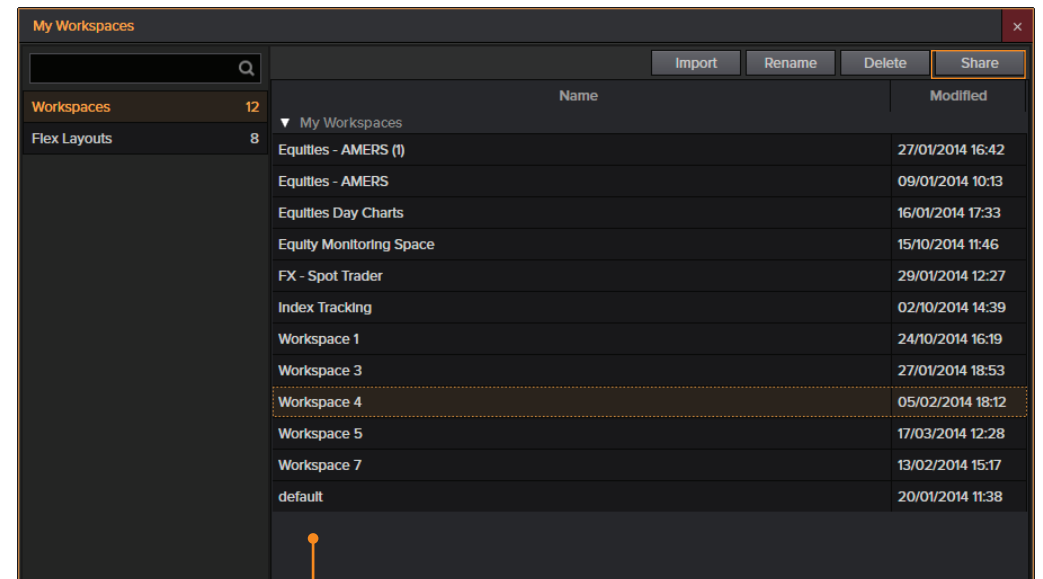 My Workspaces ×
Import Rename Delete Share
Workspaces 12
Flex Layouts 8
Name Modified
▼ My Workspaces
Equities - AMERS (1) 27/01/2014 16:42
Equities - AMERS 09/01/2014 10:13
Equities Day Charts 16/01/2014 17:33
Equity Monitoring Space 15/10/2014 11:46
FX - Spot Trader 29/01/2014 12:27
Index Tracking 02/10/2014 14:39
Workspace 1 24/10/2014 16:19
Workspace 3 27/01/2014 18:53
Workspace 4 05/02/2014 18:12
Workspace 5 17/03/2014 12:28
Workspace 7 13/02/2014 15:17
default 20/01/2014 11:38